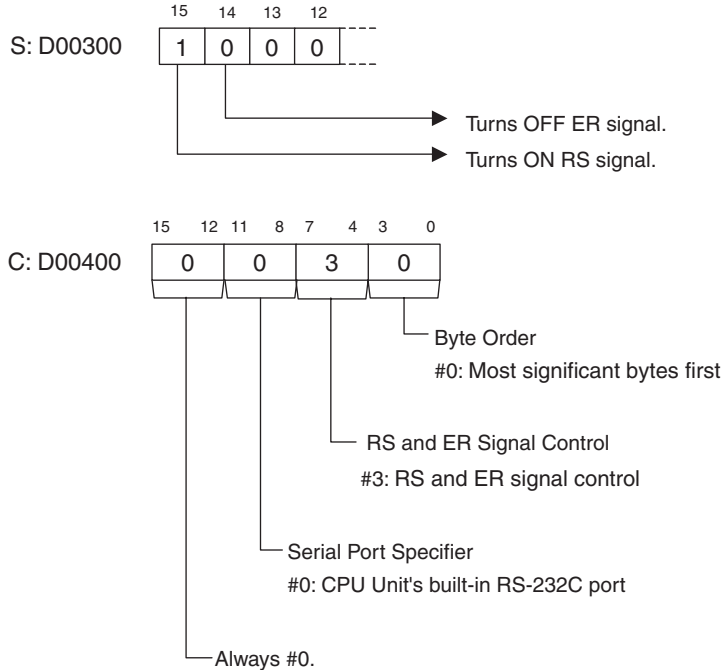 15 14 13 12
S: D00300 1 0 0 0
Turns OFF ER signal.
Turns ON RS signal.
15 12 11 8 7 4 3 0
C: D00400 0 0 3 0
Byte Order
#0: Most significant bytes first
RS and ER Signal Control
#3: RS and ER signal control
Serial Port Specifier
#0: CPU Unit's built-in RS-232C port
Always #0.